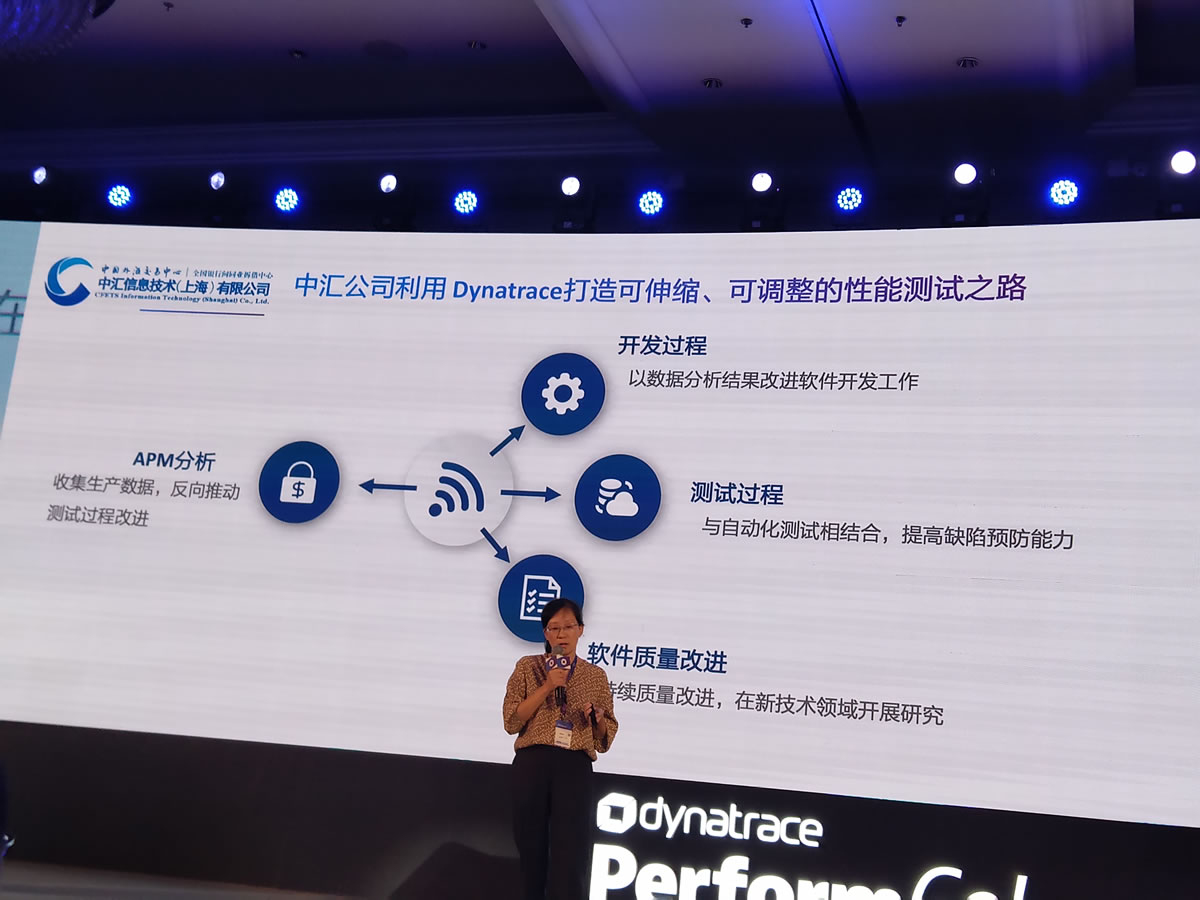 中国外汇交易中心 | 全国银行间同业拆借中心
中汇信息技术(上海)有限公司
CFETS Information Technology (Shanghai) Co., Ltd.
中汇公司利用 Dynatrace打造可伸缩、可调整的性能测试之路
开发过程
以数据分析结果改进软件开发工作
APM分析
收集生产数据，反向推动
测试过程改进
$
测试过程
与自动化测试相结合，提高缺陷预防能力
软件质量改进
持续质量改进，在新技术领域开展研究
dynatrace
Perform